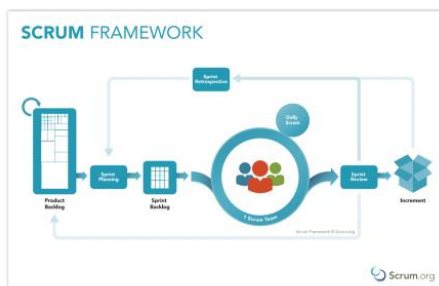 SCRUM FRAMEWORK
Sprint
Retrospective
Daily
Scrum
Sprint
Planning
Sprint
Review
Product
Backlog
Sprint
Backlog
1 Scrum Team
Increment
Scrum Framework © Scrum.org
Scrum.org